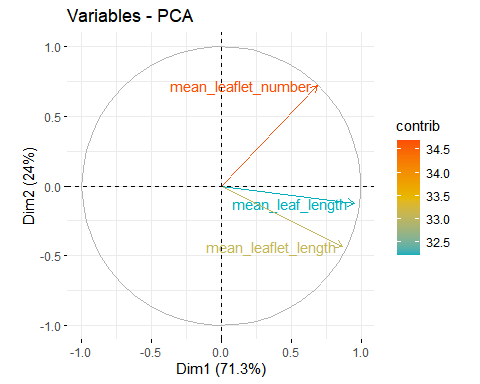 Variables - PCA
1.0
0.5
0.0
-0.5
-1.0
Dim2 (24%)
mean_leaflet_number
mean_leaf_length
mean_leaflet_length
-1.0 -0.5 0.0 0.5 1.0
Dim1 (71.3%)
contrib
34.5
34.0
33.5
33.0
32.5